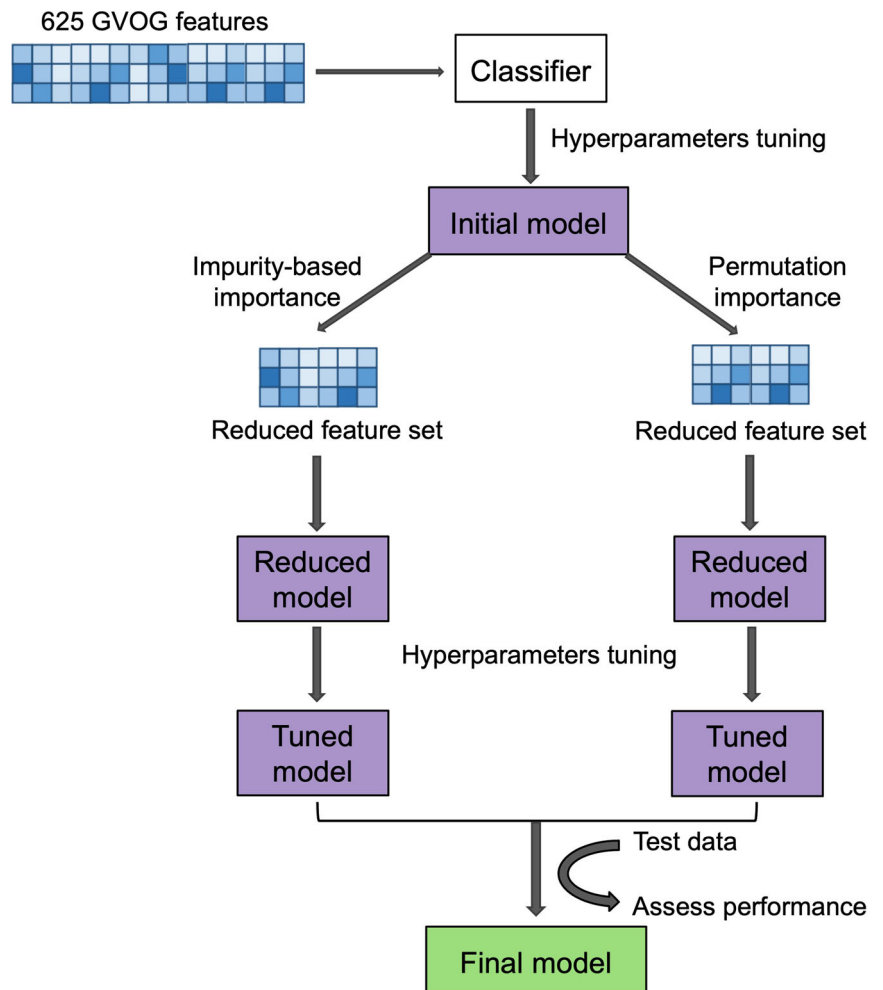 625 GVOG features
Classifier
Hyperparameters tuning
Initial model
Impurity-based
importance
Permutation
importance
Reduced feature set
Reduced feature set
Reduced
model
Reduced
model
Hyperparameters tuning
Tuned
model
Tuned
model
Test data
Assess performance
Final model